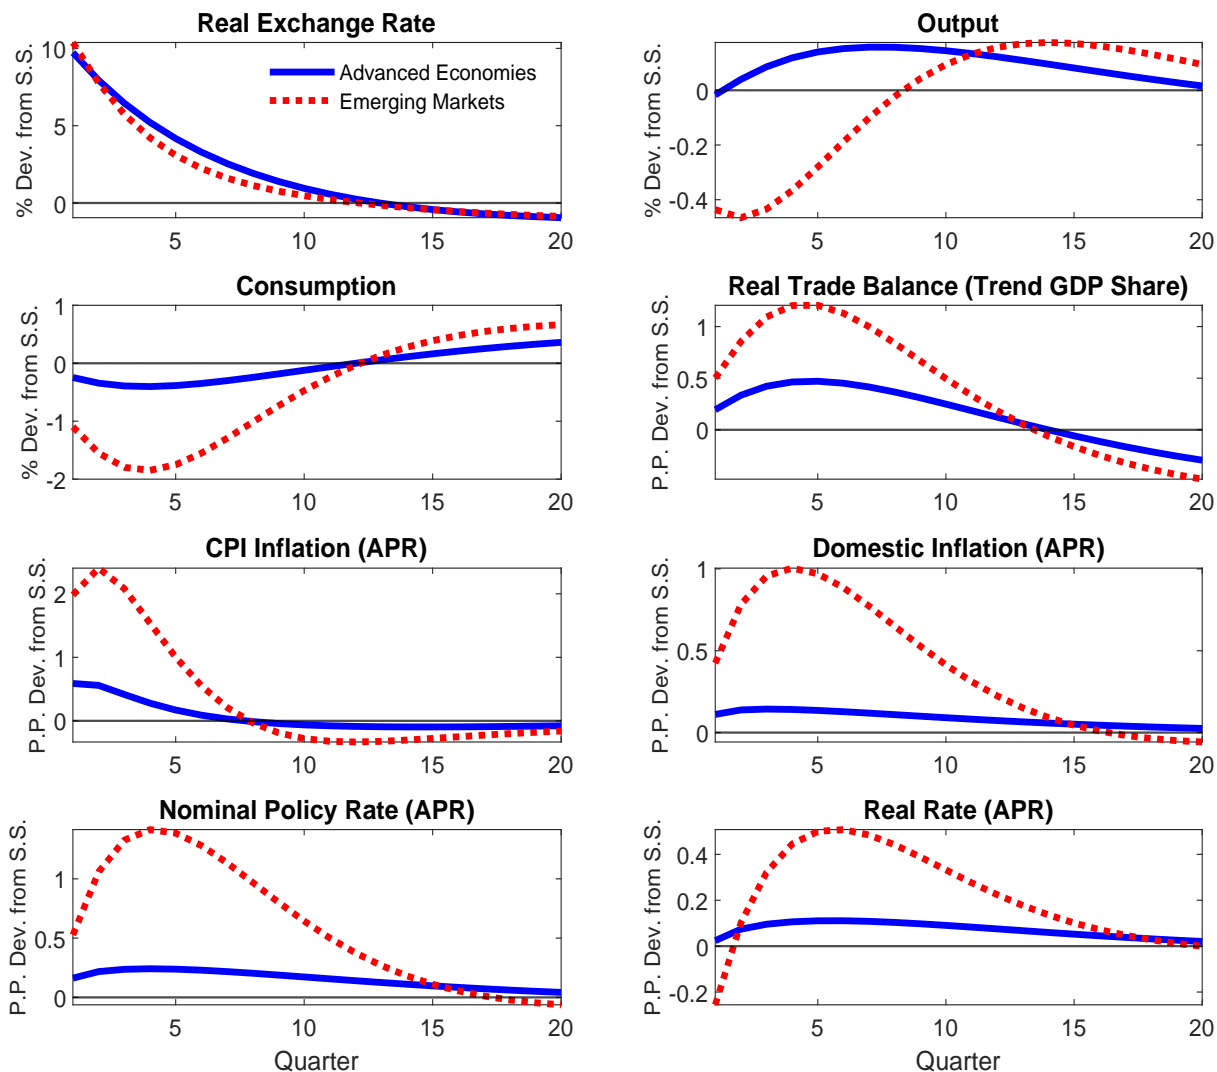 Real Exchange Rate
% Dev. from S.S.
10
5
0
Advanced Economies
Emerging Markets
5 10 15 20
Output
% Dev. from S.S.
0
-0.2
-0.4
5 10 15 20
Consumption
% Dev. from S.S.
1
0
-1
-2
5 10 15 20
Real Trade Balance (Trend GDP Share)
P.P. Dev. from S.S.
1
0.5
0
5 10 15 20
CPI Inflation (APR)
P.P. Dev. from S.S.
2
1
0
5 10 15 20
Domestic Inflation (APR)
P.P. Dev. from S.S.
1
0.5
0
5 10 15 20
Nominal Policy Rate (APR)
P.P. Dev. from S.S.
1
0.5
0
5 10 15 20
Quarter
Real Rate (APR)
P.P. Dev. from S.S.
0.4
0.2
0
-0.2
5 10 15 20
Quarter